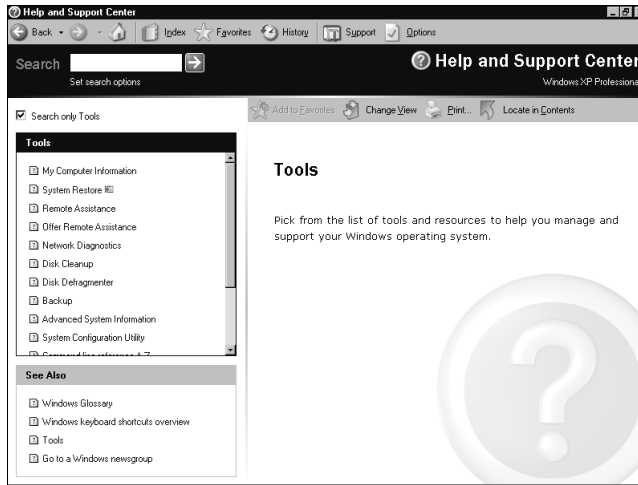 Help and Support Center
Back Index Favorites History Support Options
Search
Set search options
Help and Support Center
Windows XP Professional
Search only Tools
Add to Favorites Change View Print... Locate in Contents
Tools
My Computer Information
System Restore
Remote Assistance
Offer Remote Assistance
Network Diagnostics
Disk Cleanup
Disk Defragmenter
Backup
Advanced System Information
System Configuration Utility
See Also
Windows Glossary
Windows keyboard shortcuts overview
Tools
Go to a Windows newsgroup
Tools
Pick from the list of tools and resources to help you manage and
support your Windows operating system.